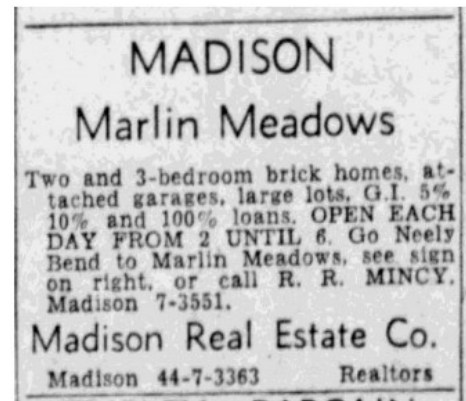 MADISON
Marlin Meadows
Two and 3-bedroom brick homes, at-
tached garages, large lots. G.I. 5%
10% and 100% loans. OPEN EACH
DAY FROM 2 UNTIL 6. Go Neely
Bend to Marlin Meadows, see sign
on right, or call R. R. MINCY.
Madison 7-3551.
Madison Real Estate Co.
Madison 44-7-3363 Realtors